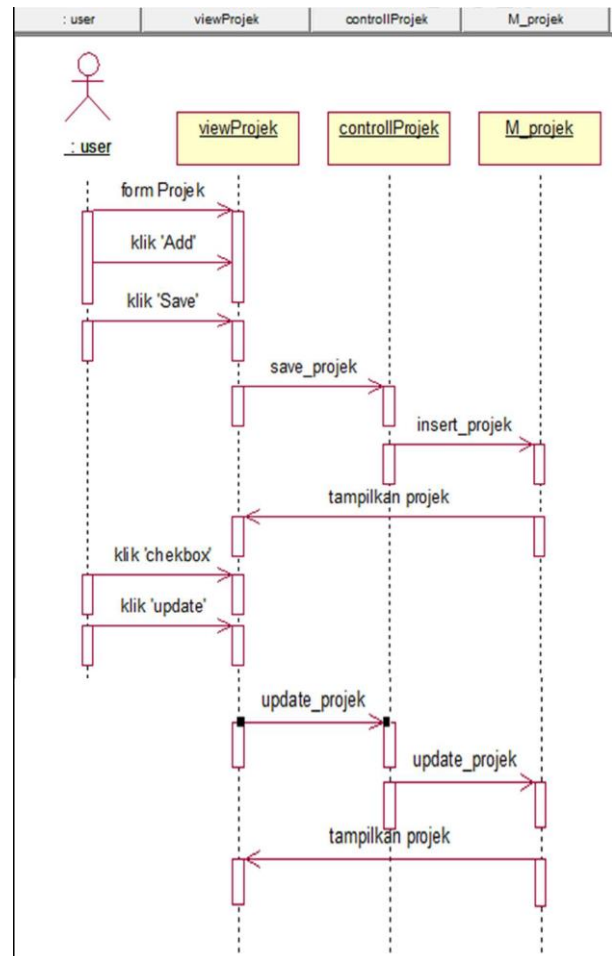 : user
viewProjek
controllProjek
M_projek
: user
viewProjek
controllProjek
M_projek
form Projek
klik 'Add'
klik 'Save'
save_projek
insert_projek
tampilkan projek
klik 'chekbox'
klik 'update'
update_projek
update_projek
tampilkan projek